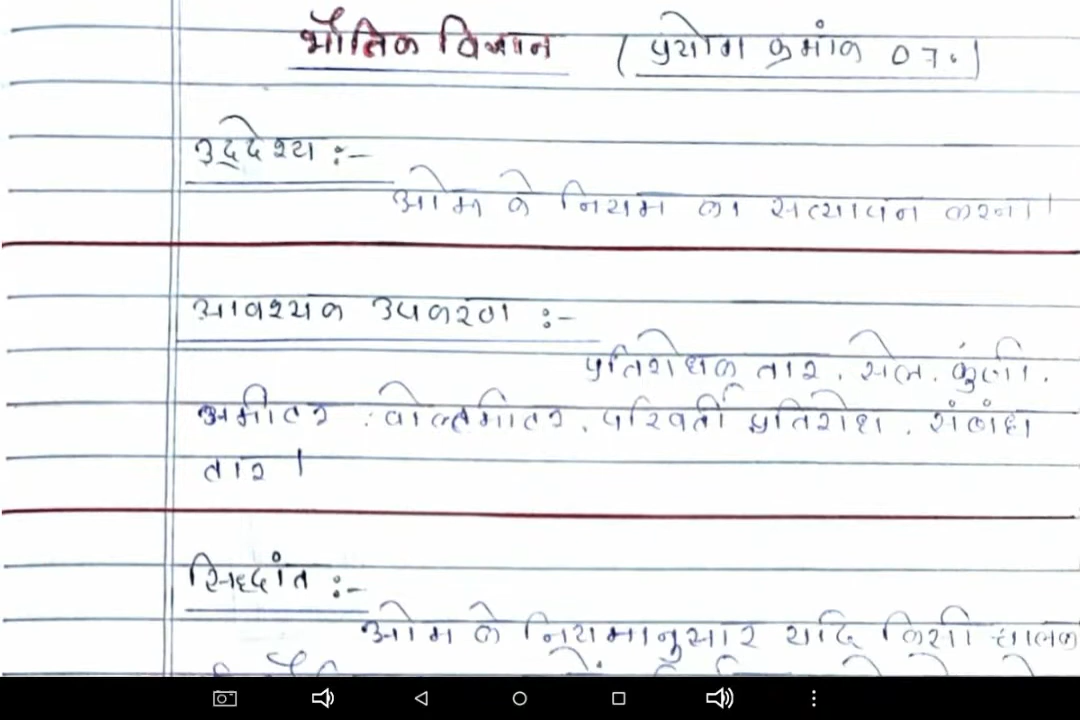 भौतिक विज्ञान ( प्रयोग क्रमांक 07. )
उद्देश्य :-
ओम के नियम का सत्यापन करना।
आवश्यक उपकरण :-
प्रतिरोधक तार. सेल. कुंजी.
अमीटर . वोल्टमीटर. परिवर्ती प्रतिरोध. संबंध
तार ।
सिद्धांत :-
ओम के नियमानुसार यदि किसी चालक